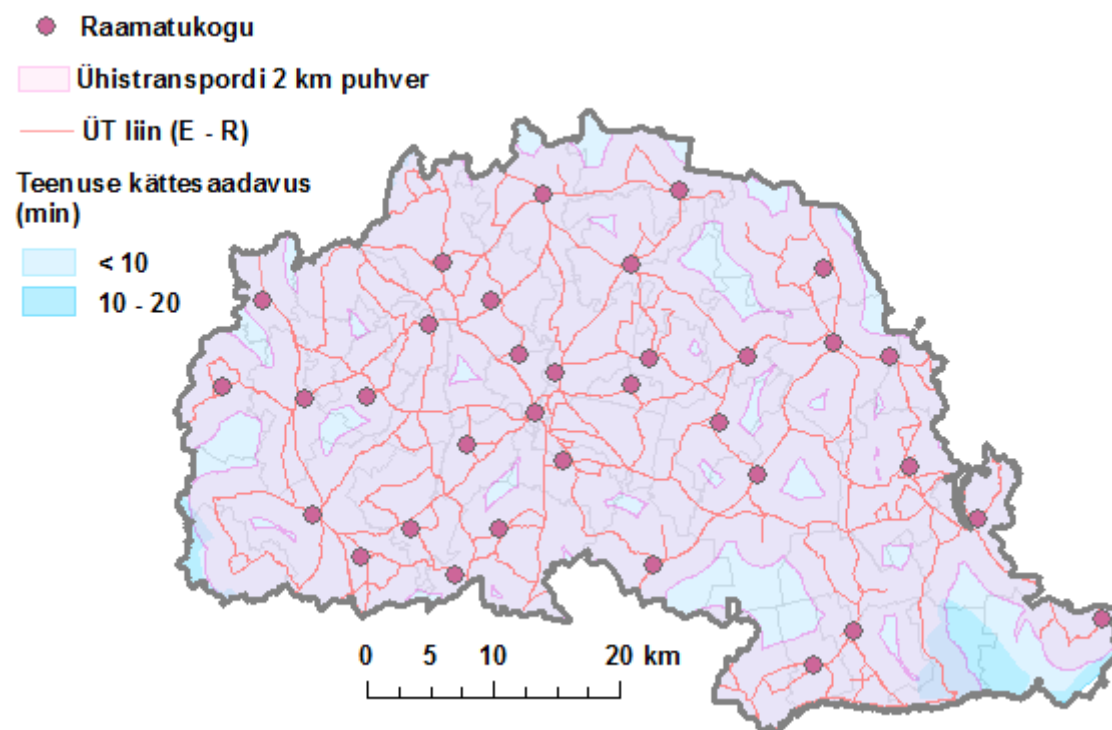 Raamatukogu
Ühistranspordi 2 km puhver
ÜT liin (E - R)
Teenuse kättesaadavus
(min)
< 10
10 - 20
0 5 10 20 km